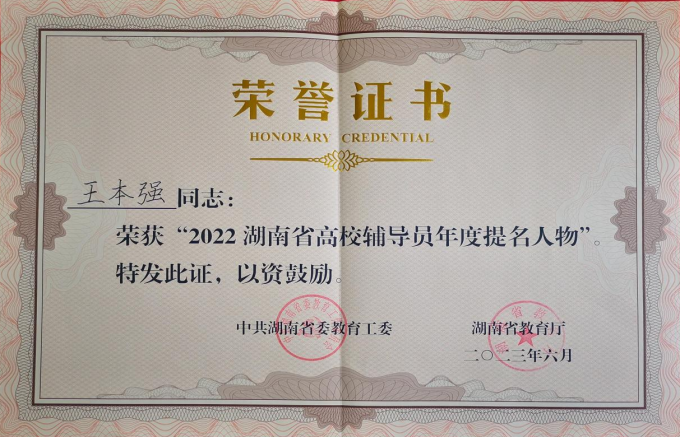 荣誉证书
HONORARY CREDENTIAL
王本强同志：
荣获“2022湖南省高校辅导员年度提名人物”。
特发此证，以资鼓励。
中共湖南省委教育工委 湖南省教育厅
二〇二三年六月